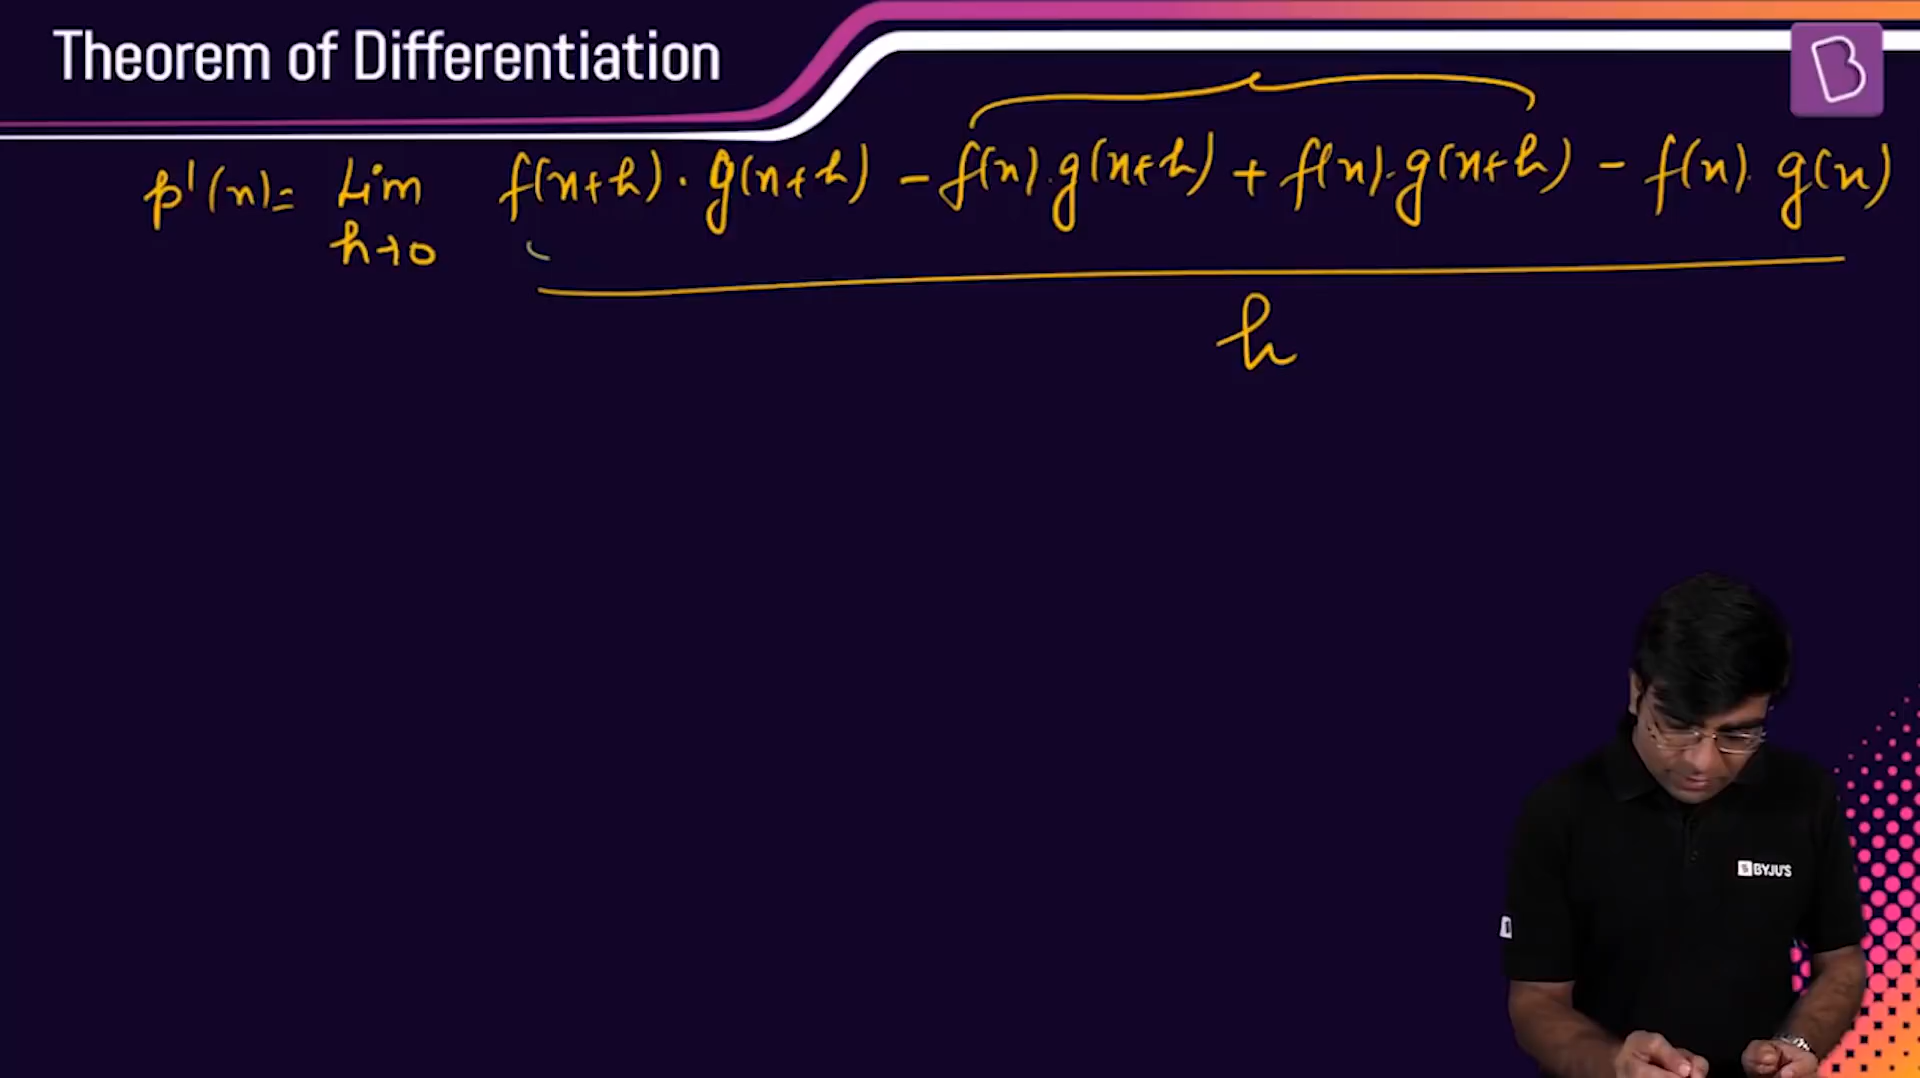 Theorem of Differentiation
p'(x) = Lim f(x+h) · g(x+h) - f(x) · g(x+h) + f(x) · g(x+h) - f(x) · g(x)
h→0
h
BYJU'S